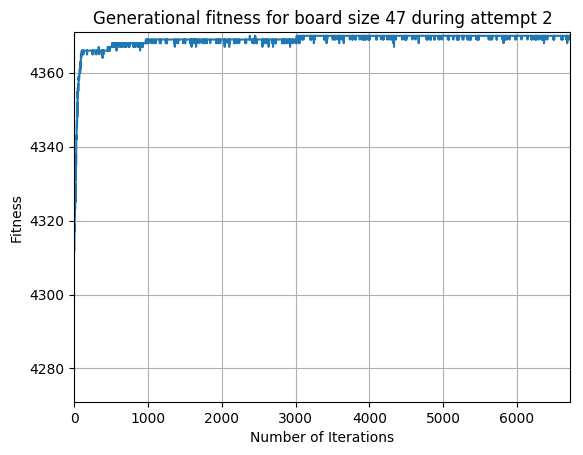 Generational fitness for board size 47 during attempt 2
4360
4340
4320
4300
4280
Fitness
0 1000 2000 3000 4000 5000 6000
Number of Iterations